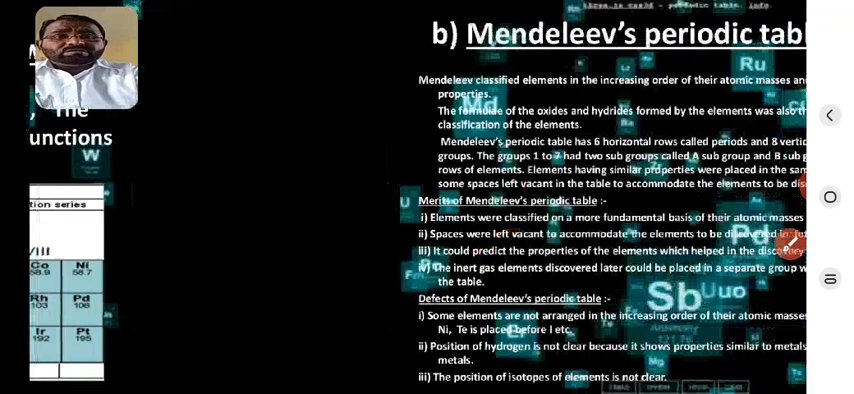 b) Mendeleev's periodic tabl
Mendeleev classified elements in the increasing order of their atomic masses an
properties.
The formulae of the oxides and hydrides formed by the elements was also th
classification of the elements.
Mendeleev's periodic table has 6 horizontal rows called periods and 8 vertic
groups. The groups 1 to 7 had two sub groups called A sub group and B sub g
rows of elements. Elements having similar properties were placed in the sam
some spaces left vacant in the table to accommodate the elements to be dis
Merits of Mendeleev's periodic table :-
i) Elements were classified on a more fundamental basis of their atomic masses
ii) Spaces were left vacant to accommodate the elements to be discovered in fut
iii) It could predict the properties of the elements which helped in the discovery
iv) The inert gas elements discovered later could be placed in a separate group w
the table.
Defects of Mendeleev's periodic table :-
i) Some elements are not arranged in the increasing order of their atomic masses
Ni, Te is placed before I etc.
ii) Position of hydrogen is not clear because it shows properties similar to metals
metals.
iii) The position of isotopes of elements is not clear.
, The
unctions
W
tion series
VIII
Co Ni
58.9 58.7
Rh Pd
103 106
Ir Pt
192 195
Md
Ru
Rn
U
Pd
Sb
Uuo
Mg